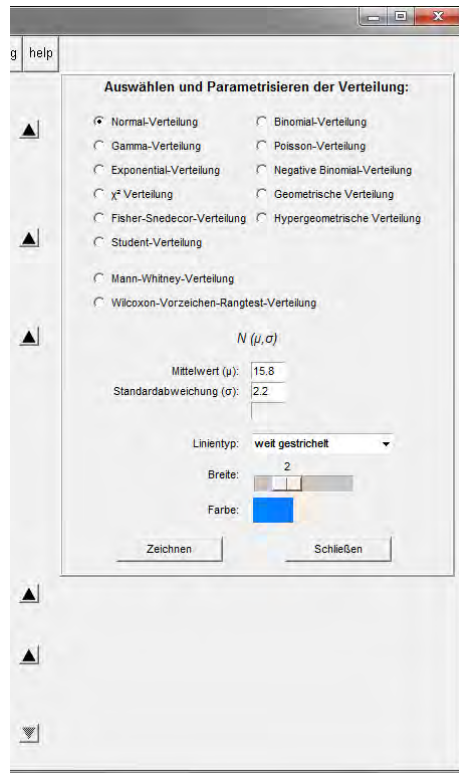 g help
Auswählen und Parametrisieren der Verteilung:
Normal-Verteilung Binomial-Verteilung
Gamma-Verteilung Poisson-Verteilung
Exponential-Verteilung Negative Binomial-Verteilung
χ² Verteilung Geometrische Verteilung
Fisher-Snedecor-Verteilung Hypergeometrische Verteilung
Student-Verteilung
Mann-Whitney-Verteilung
Wilcoxon-Vorzeichen-Rangtest-Verteilung
N (μ,σ)
Mittelwert (μ): 15.8
Standardabweichung (σ): 2.2
Linientyp: weit gestrichelt
2
Breite:
Farbe:
Zeichnen Schließen